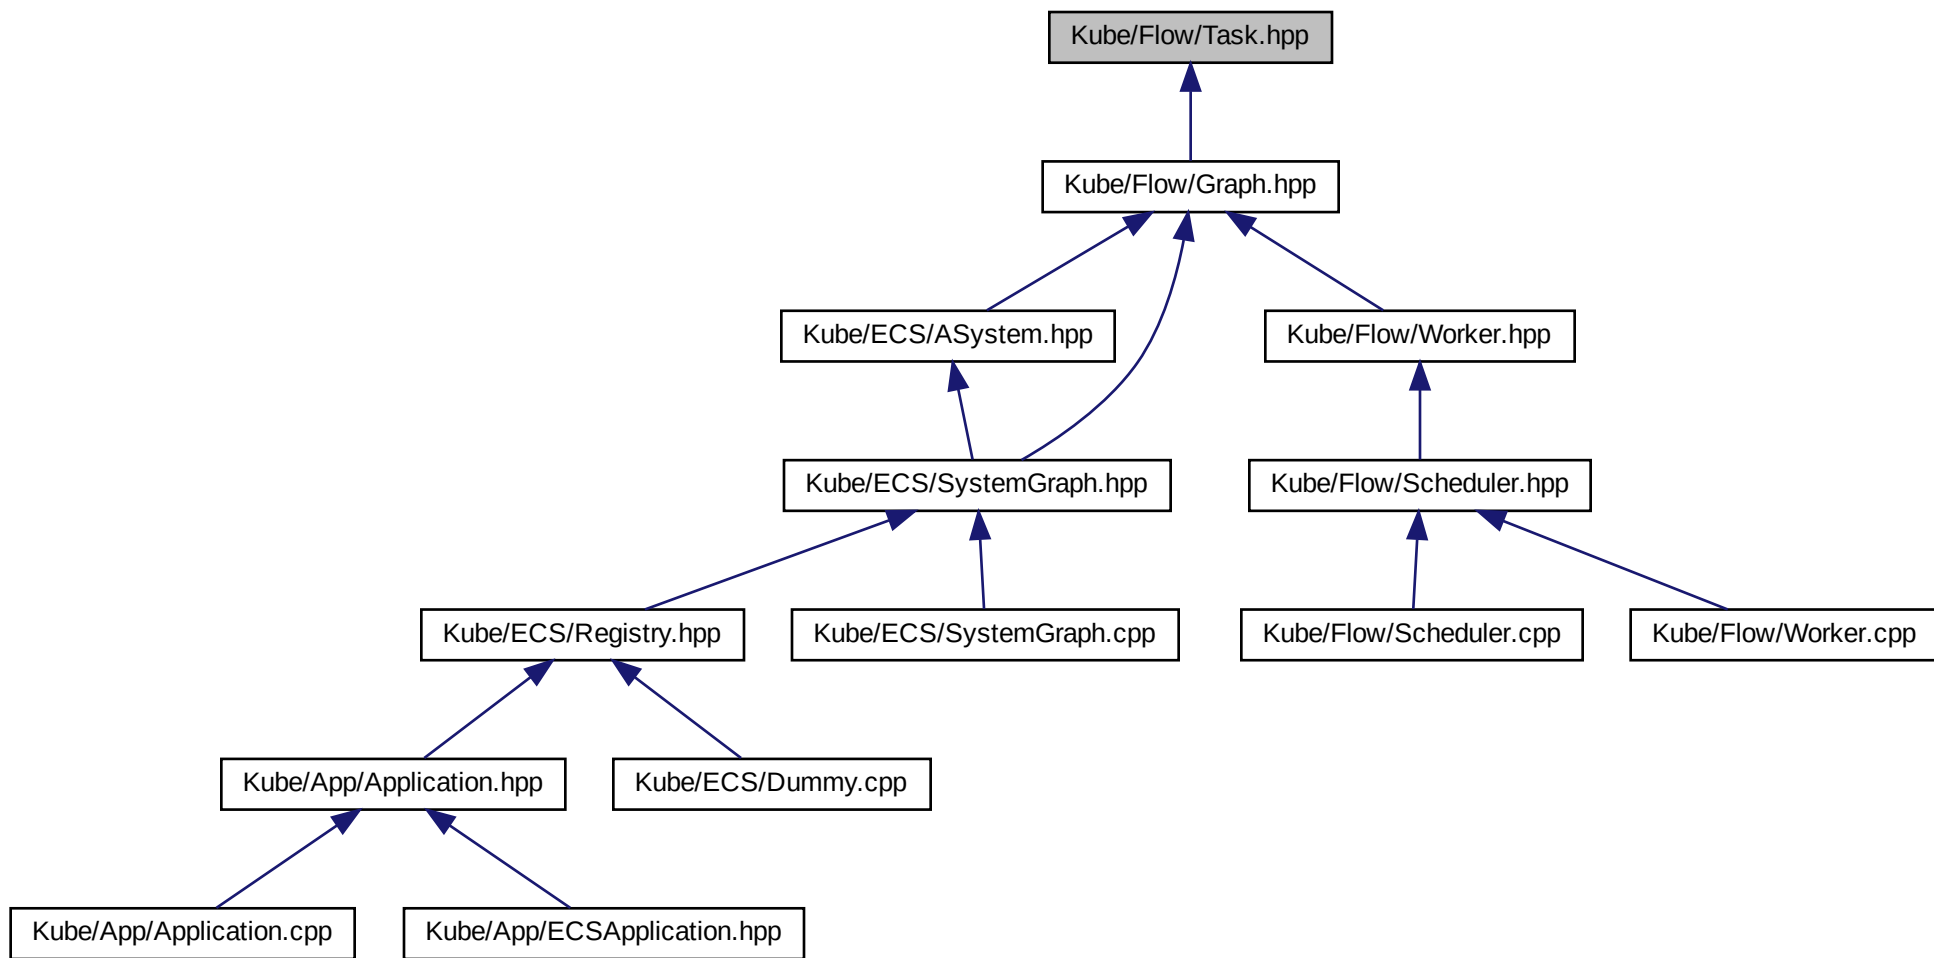 Kube/Flow/Task.hpp
Kube/Flow/Graph.hpp
Kube/ECS/ASystem.hpp
Kube/Flow/Worker.hpp
Kube/ECS/SystemGraph.hpp
Kube/Flow/Scheduler.hpp
Kube/ECS/Registry.hpp
Kube/ECS/SystemGraph.cpp
Kube/Flow/Scheduler.cpp
Kube/Flow/Worker.cpp
Kube/App/Application.hpp
Kube/ECS/Dummy.cpp
Kube/App/Application.cpp
Kube/App/ECSApplication.hpp